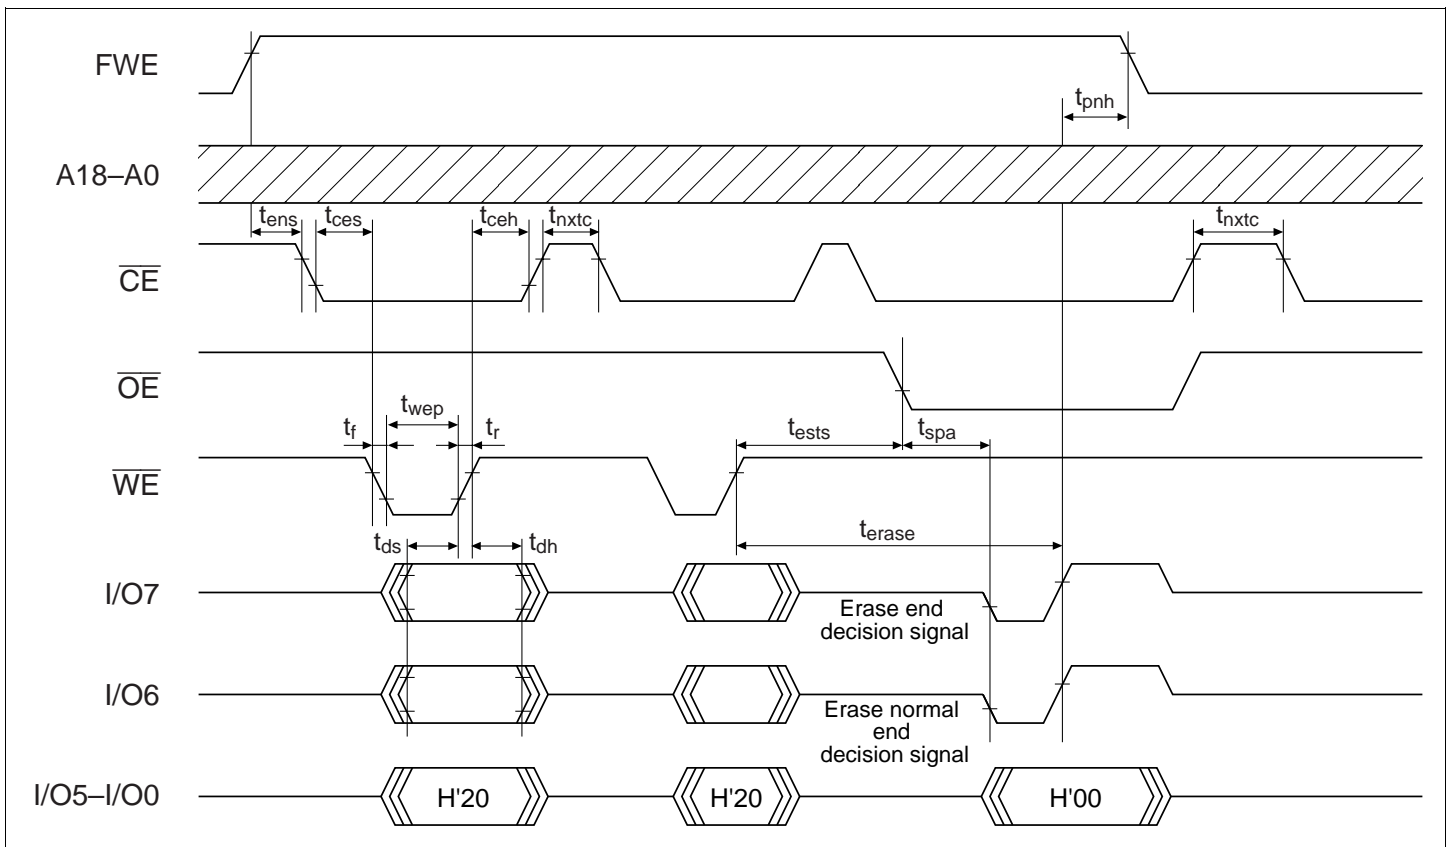 FWE
tpnh
A18–A0
tens
tces
tceh
tnxtc
tnxtc
CE
OE
twep
tf
tr
tests
tspa
WE
terase
tds
tdh
I/O7
Erase end
decision signal
I/O6
Erase normal
end
decision signal
I/O5–I/O0
H'20
H'20
H'00